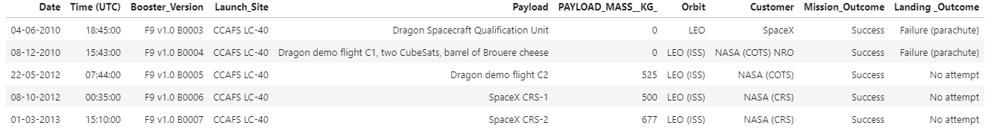 Date Time (UTC) Booster_Version Launch_Site Payload PAYLOAD_MASS__KG_ Orbit Customer Mission_Outcome Landing _Outcome
04-06-2010 18:45:00 F9 v1.0 B0003 CCAFS LC-40 Dragon Spacecraft Qualification Unit 0 LEO SpaceX Success Failure (parachute)
08-12-2010 15:43:00 F9 v1.0 B0004 CCAFS LC-40 Dragon demo flight C1, two CubeSats, barrel of Brouere cheese 0 LEO (ISS) NASA (COTS) NRO Success Failure (parachute)
22-05-2012 07:44:00 F9 v1.0 B0005 CCAFS LC-40 Dragon demo flight C2 525 LEO (ISS) NASA (COTS) Success No attempt
08-10-2012 00:35:00 F9 v1.0 B0006 CCAFS LC-40 SpaceX CRS-1 500 LEO (ISS) NASA (CRS) Success No attempt
01-03-2013 15:10:00 F9 v1.0 B0007 CCAFS LC-40 SpaceX CRS-2 677 LEO (ISS) NASA (CRS) Success No attempt